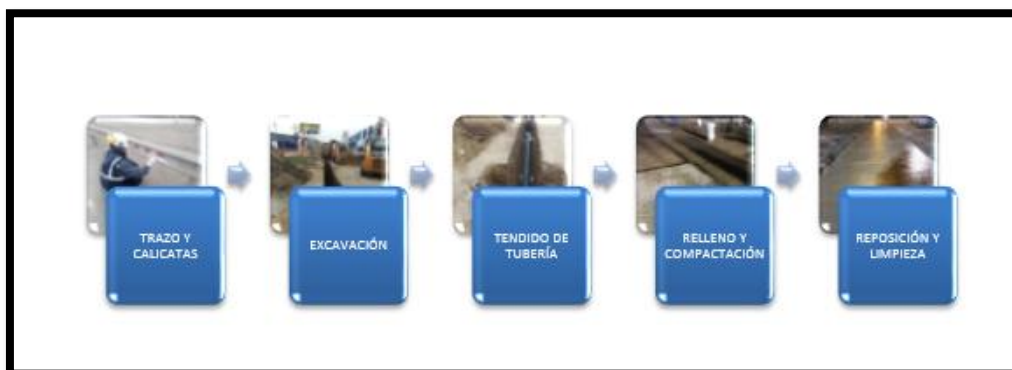 TRAZO Y
CALICATAS
EXCAVACIÓN
TENDIDO DE
TUBERÍA
RELLENO Y
COMPACTACIÓN
REPOSICIÓN Y
LIMPIEZA